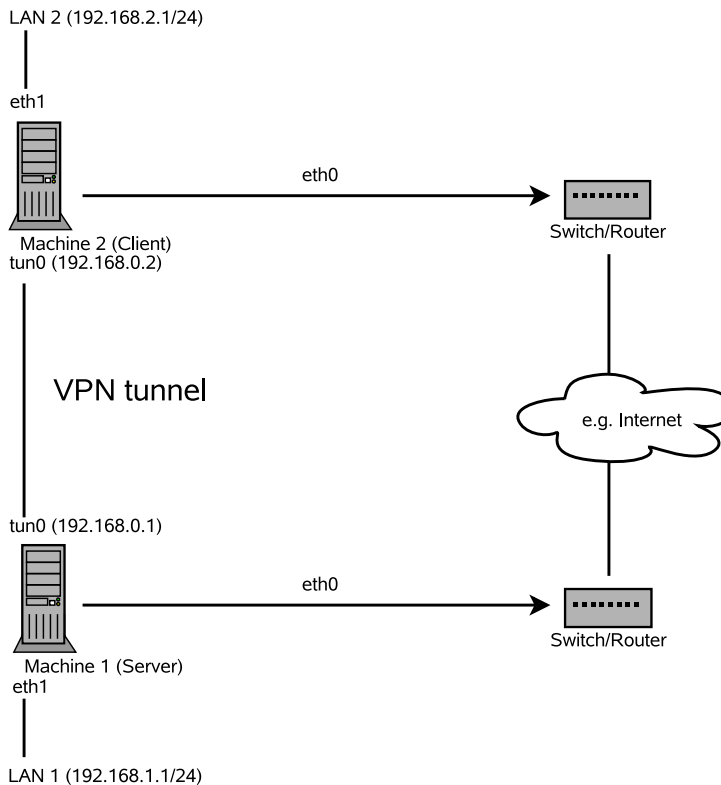 LAN 2 (192.168.2.1/24)
eth1
eth0
Machine 2 (Client)
Switch/Router
tun0 (192.168.0.2)
VPN tunnel
e.g. Internet
tun0 (192.168.0.1)
eth0
Switch/Router
Machine 1 (Server)
eth1
LAN 1 (192.168.1.1/24)